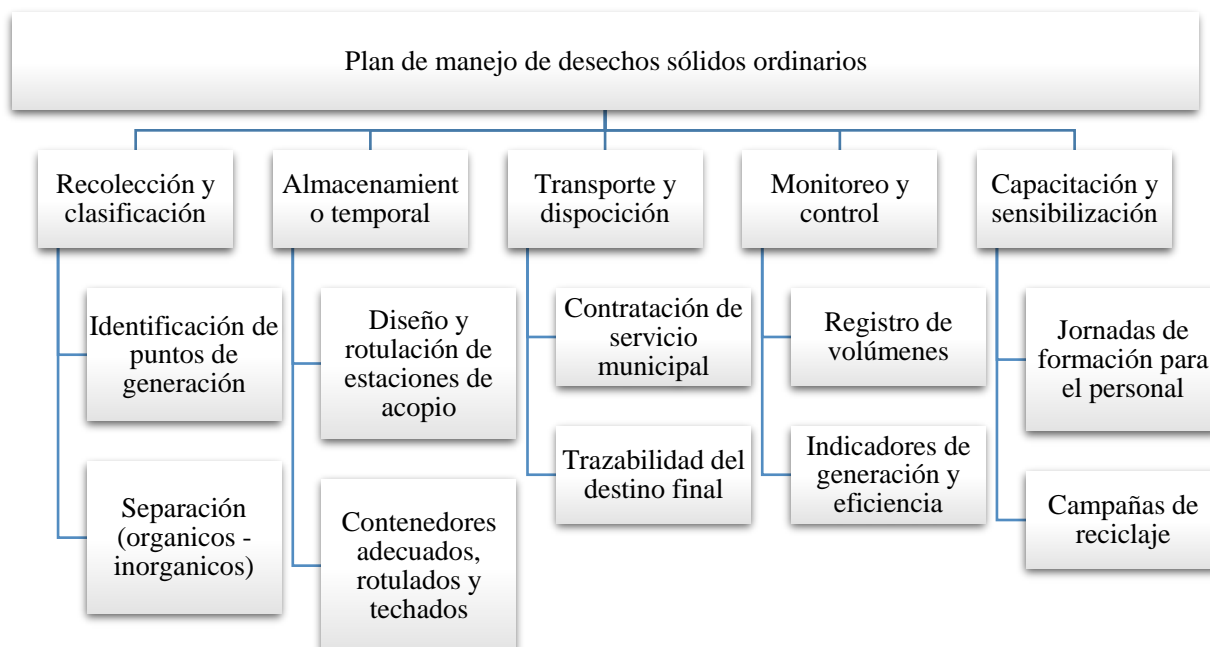 Plan de manejo de desechos sólidos ordinarios
Recolección y
clasificación
Identificación de
puntos de
generación
Separación
(organicos -
inorganicos)
Almacenamient
o temporal
Diseño y
rotulación de
estaciones de
acopio
Contenedores
adecuados,
rotulados y
techados
Transporte y
disposición
Contratación de
servicio
municipal
Trazabilidad del
destino final
Monitoreo y
control
Registro de
volúmenes
Indicadores de
generación y
eficiencia
Capacitación y
sensibilización
Jornadas de
formación para
el personal
Campañas de
reciclaje